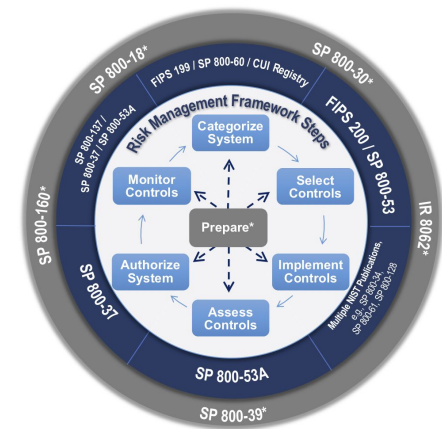 SP 800-18*
SP 800-30*
IR 8062*
SP 800-39*
SP 800-160*
FIPS 199 / SP 800-60 / CUI Registry
FIPS 200 / SP 800-53
Multiple NIST Publications,
e.g., SP 800-34,
SP 800-61, SP 800-128
SP 800-53A
SP 800-37
SP 800-137 /
SP 800-37 / SP 800-53A
Risk Management Framework Steps
Categorize
System
Select
Controls
Implement
Controls
Assess
Controls
Authorize
System
Monitor
Controls
Prepare*